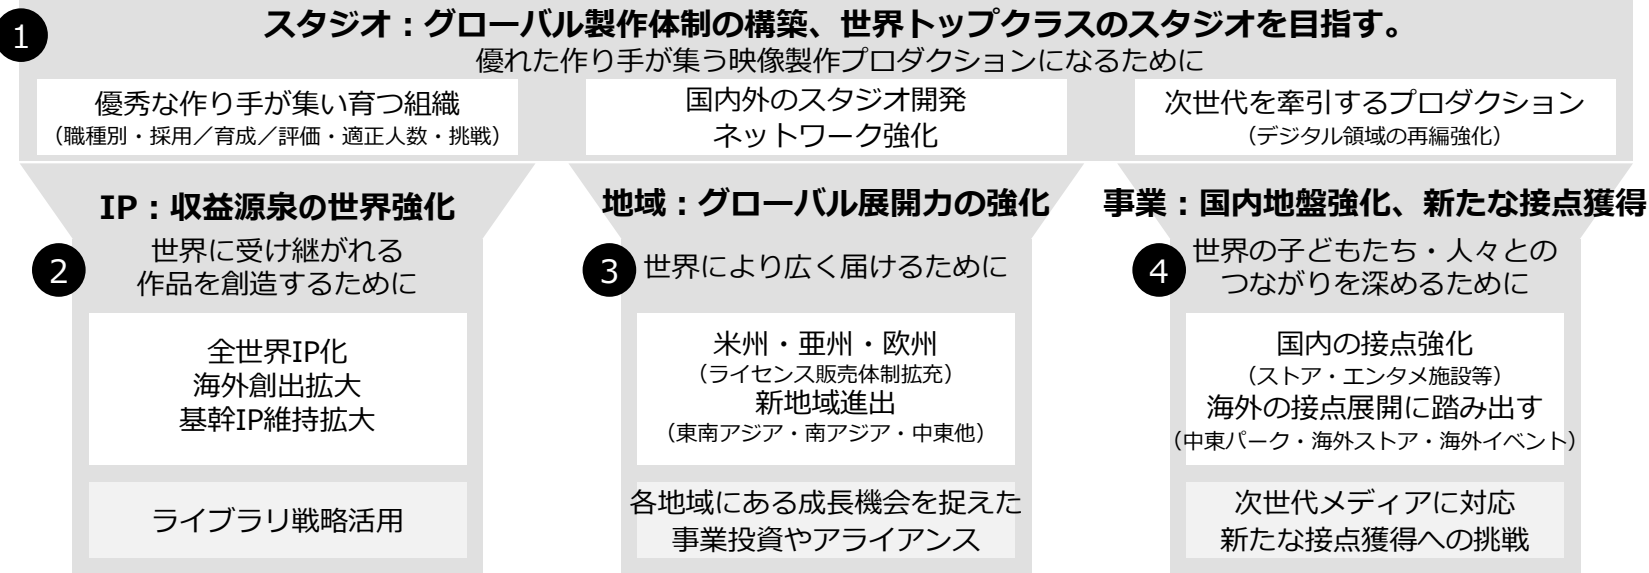 1
スタジオ：グローバル製作体制の構築、世界トップクラスのスタジオを目指す。
優れた作り手が集う映像製作プロダクションになるために
優秀な作り手が集い育つ組織
（職種別・採用／育成／評価・適正人数・挑戦）
国内外のスタジオ開発
ネットワーク強化
次世代を牽引するプロダクション
（デジタル領域の再編強化）
IP：収益源泉の世界強化
2
世界に受け継がれる
作品を創造するために
全世界IP化
海外創出拡大
基幹IP維持拡大
ライブラリ戦略活用
地域：グローバル展開力の強化
3
世界により広く届けるために
米州・亜州・欧州
（ライセンス販売体制拡充）
新地域進出
（東南アジア・南アジア・中東他）
各地域にある成長機会を捉えた
事業投資やアライアンス
事業：国内地盤強化、新たな接点獲得
4
世界の子どもたち・人々との
つながりを深めるために
国内の接点強化
（ストア・エンタメ施設等）
海外の接点展開に踏み出す
（中東パーク・海外ストア・海外イベント）
次世代メディアに対応
新たな接点獲得への挑戦